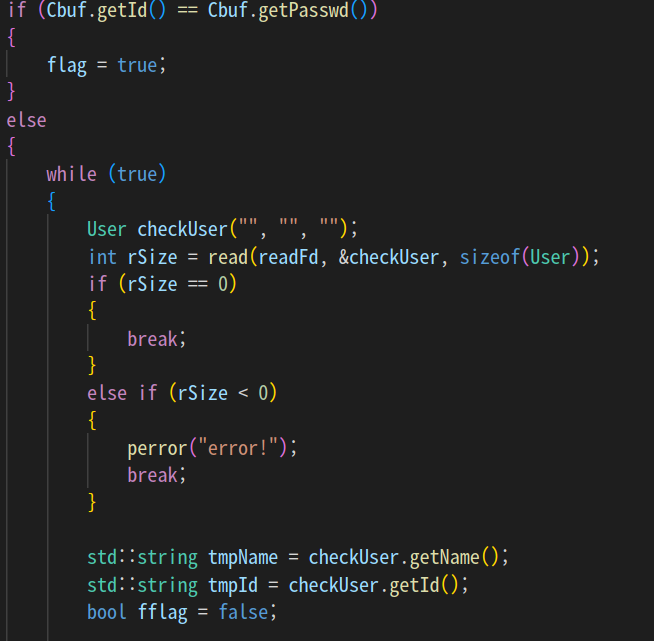 if (Cbuf.getId() == Cbuf.getPasswd())
{
    flag = true;
}
else
{
    while (true)
    {
        User checkUser("", "", "");
        int rSize = read(readFd, &checkUser, sizeof(User));
        if (rSize == 0)
        {
            break;
        }
        else if (rSize < 0)
        {
            perror("error!");
            break;
        }

        std::string tmpName = checkUser.getName();
        std::string tmpId = checkUser.getId();
        bool fflag = false;